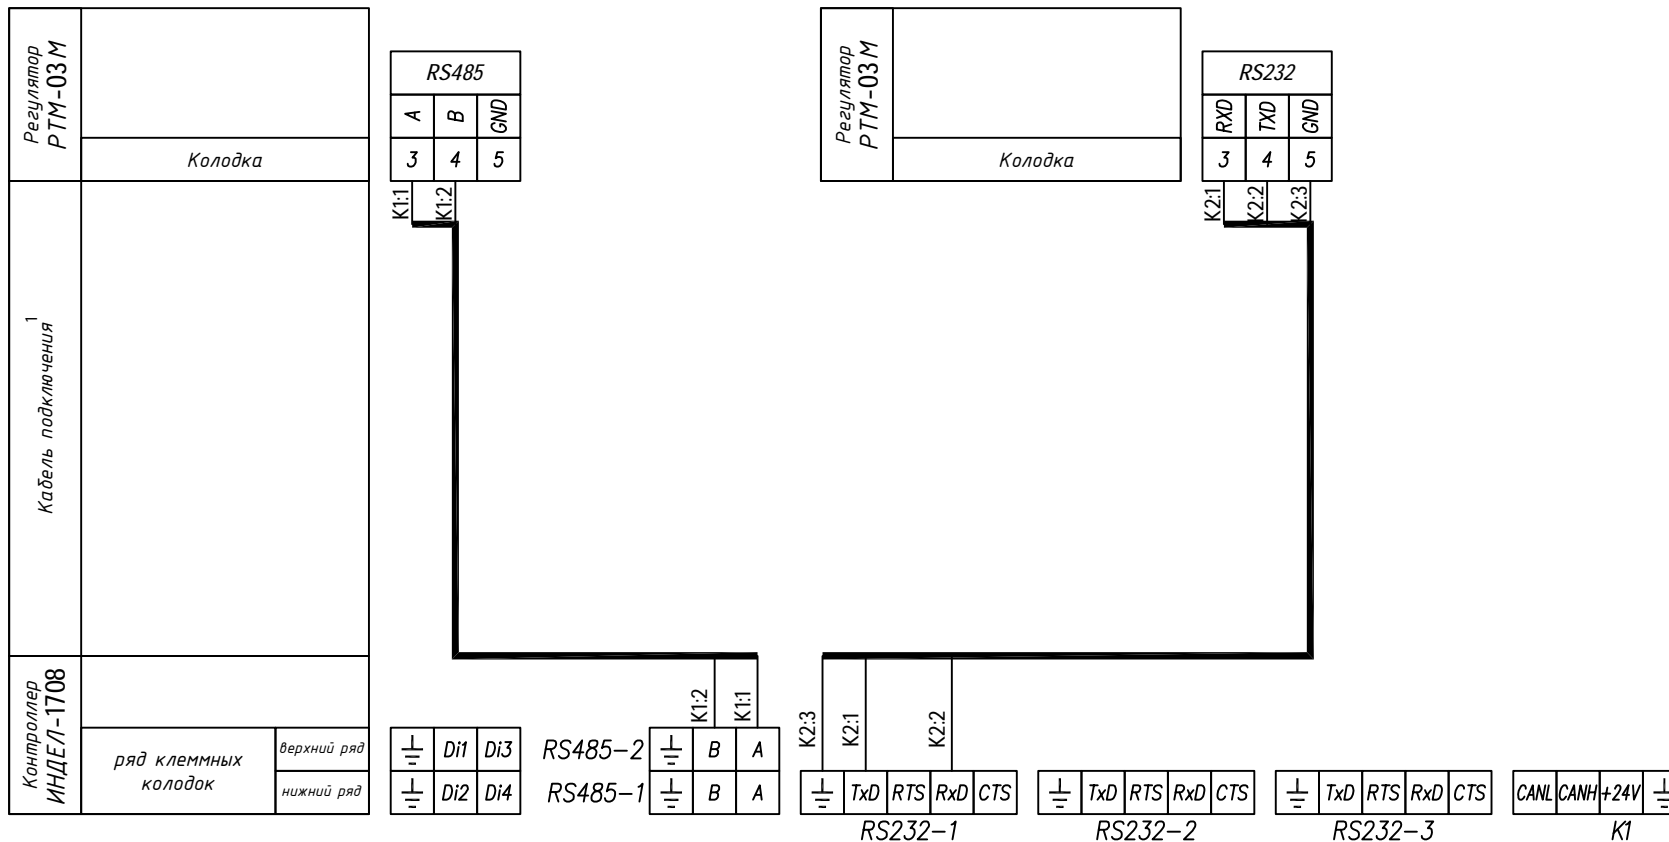 Регулятор
РТМ-03 М
Колодка
RS485
A B GND
3 4 5
Регулятор
РТМ-03 М
Колодка
RS232
RXD TXD GND
3 4 5
K1:1 K1:2
K2:1 K2:2 K2:3
Кабель подключения 1
K1:2 K1:1
K2:3 K2:1 K2:2
Контроллер
ИНДЕЛ-1708
ряд клеммных
колодок
верхний ряд
нижний ряд
Di1 Di3
Di2 Di4
RS485-2 B A
RS485-1 B A
TxD RTS RxD CTS
RS232-1
TxD RTS RxD CTS
RS232-2
TxD RTS RxD CTS
RS232-3
CANL CANH +24V
K1